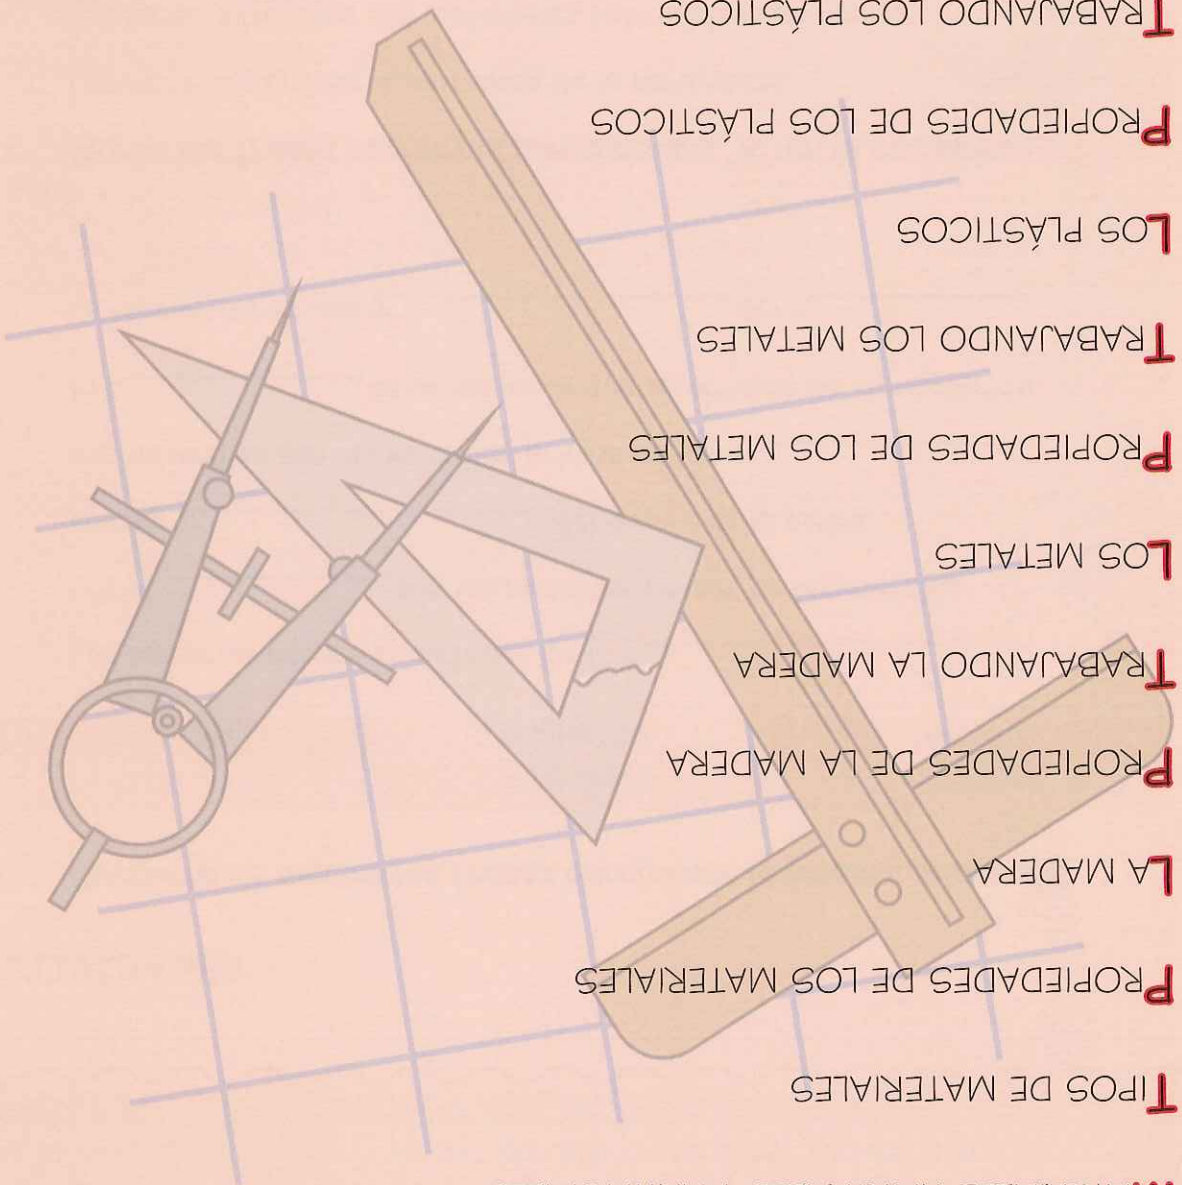 TIPOS DE MATERIALES
PROPIEDADES DE LOS MATERIALES
LA MADERA
PROPIEDADES DE LA MADERA
TRABAJANDO LA MADERA
LOS METALES
PROPIEDADES DE LOS METALES
TRABAJANDO LOS METALES
LOS PLÁSTICOS
PROPIEDADES DE LOS PLÁSTICOS
TRABAJANDO LOS PLÁSTICOS